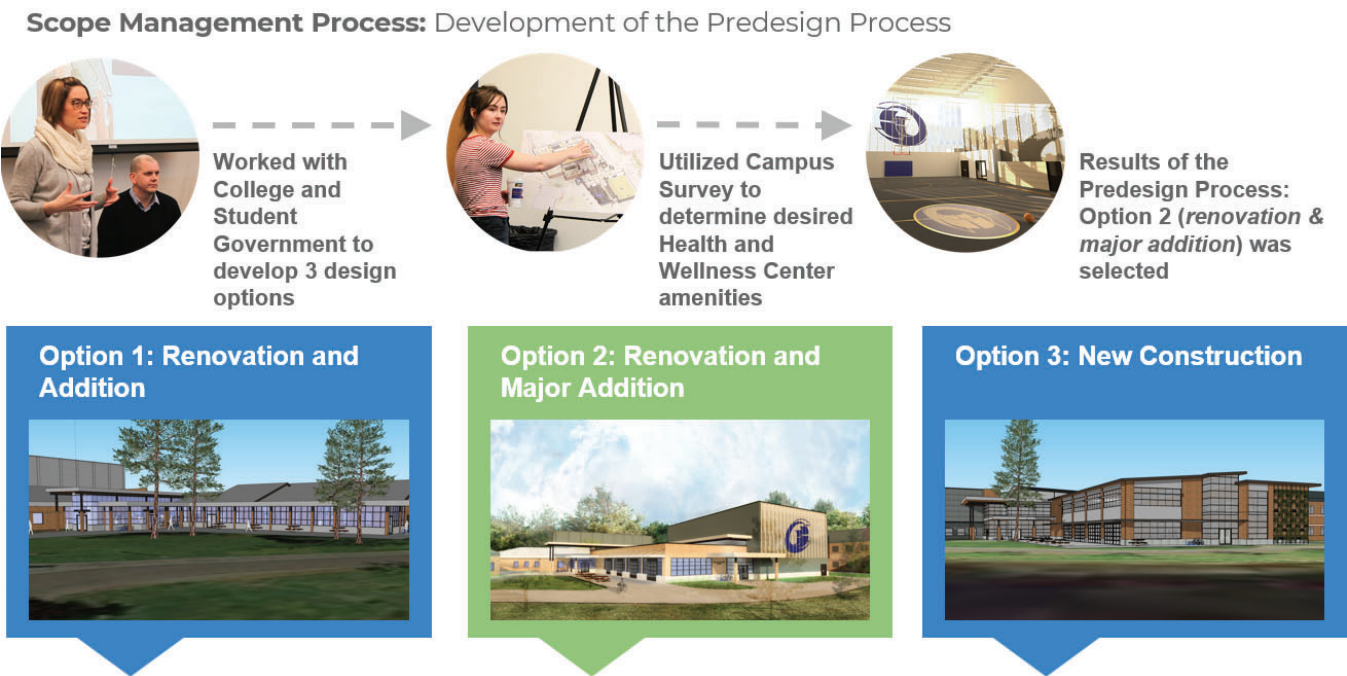 Scope Management Process: Development of the Predesign Process
Worked with
College and
Student
Government to
develop 3 design
options
Utilized Campus
Survey to
determine desired
Health and
Wellness Center
amenities
Results of the
Predesign Process:
Option 2 (renovation &
major addition) was
selected
Option 1: Renovation and
Addition
Option 2: Renovation and
Major Addition
Option 3: New Construction